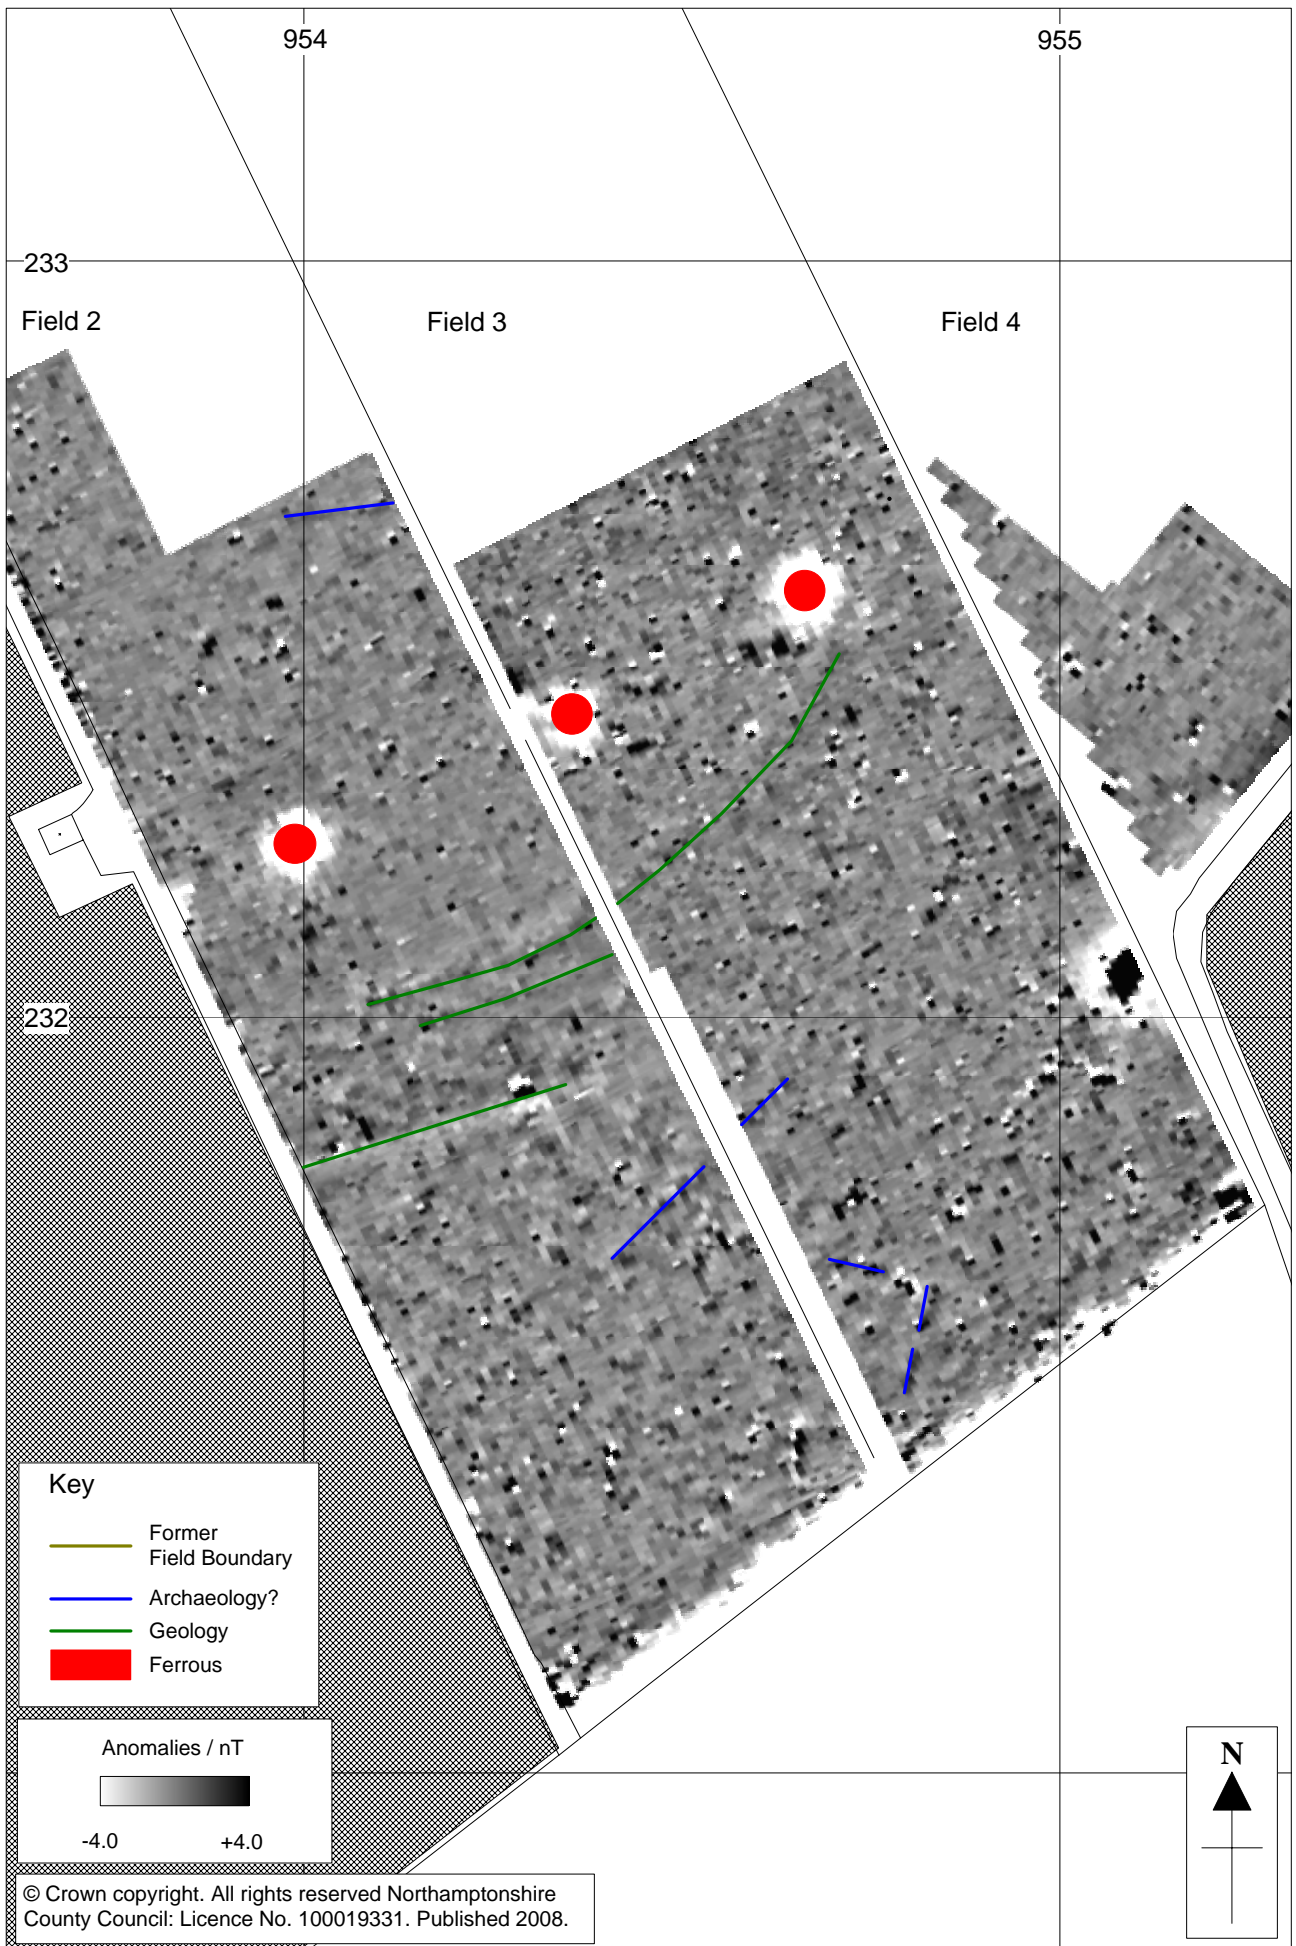 954
955
233
Field 2
Field 3
Field 4
232
Key
Former
Field Boundary
Archaeology?
Geology
Ferrous
Anomalies / nT
-4.0
+4.0
N
© Crown copyright. All rights reserved Northamptonshire
County Council: Licence No. 100019331. Published 2008.